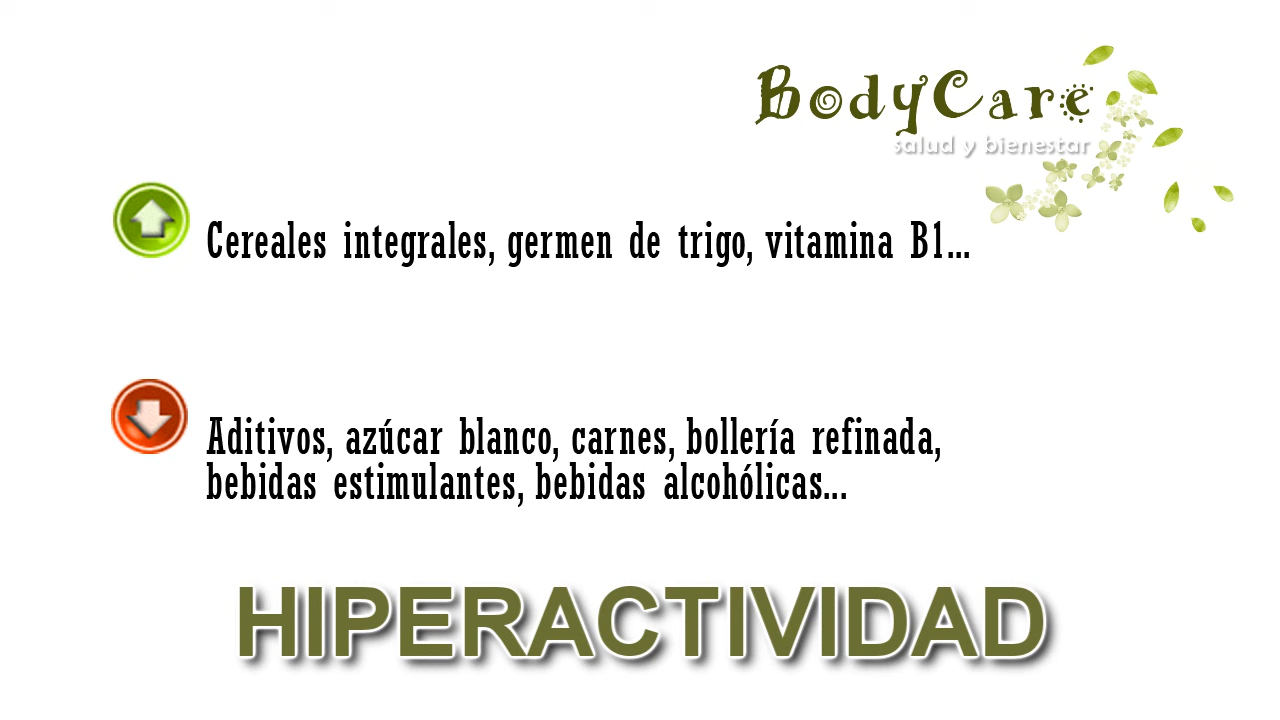 BodyCare
salud y bienestar
Cereales integrales, germen de trigo, vitamina B1...
Aditivos, azúcar blanco, carnes, bollería refinada,
bebidas estimulantes, bebidas alcohólicas...
HIPERACTIVIDAD